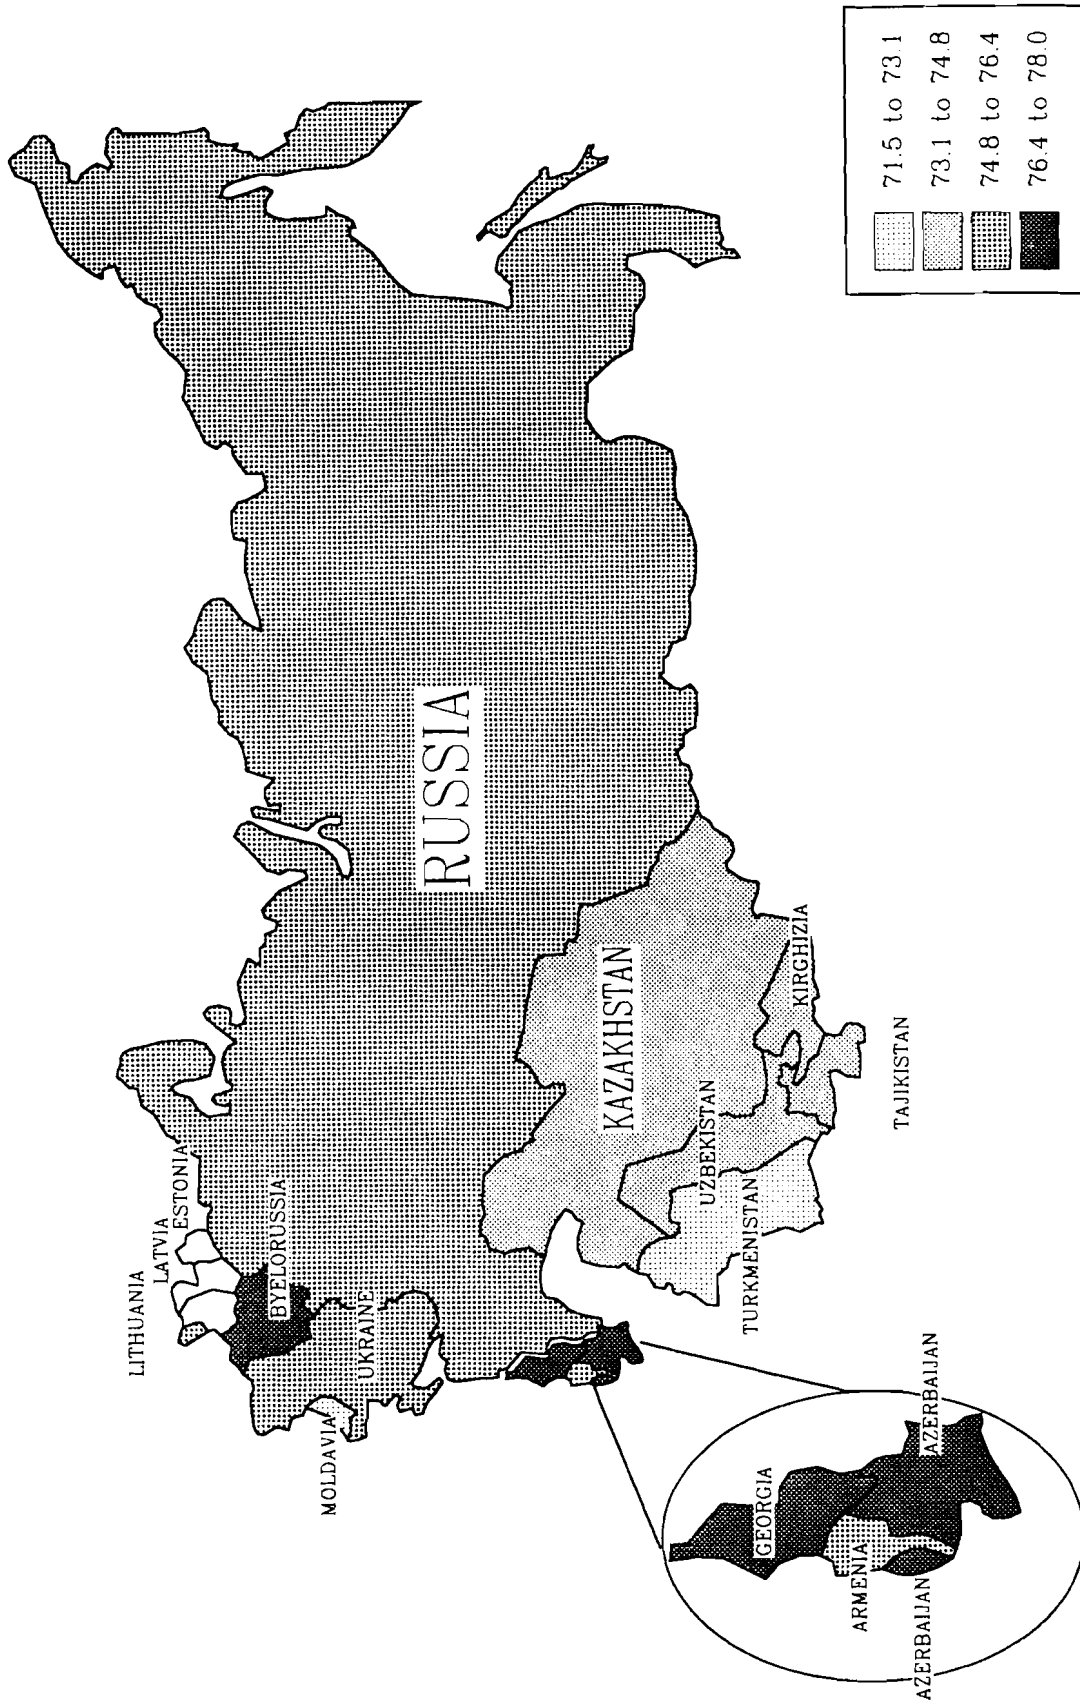 LITHUANIA
LATVIA
ESTONIA
BYELORUSSIA
MOLDAVIA
UKRAINE
RUSSIA
KAZAKHSTAN
UZBEKISTAN
TURKMENISTAN
KIRGHIZIA
TAJIKISTAN
GEORGIA
ARMENIA
AZERBAIJAN
AZERBAIJAN
71.5 to 73.1
73.1 to 74.8
74.8 to 76.4
76.4 to 78.0